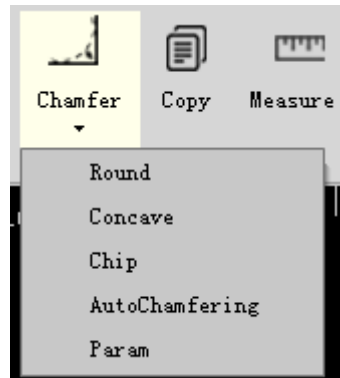 Chamfer Copy Measure
Round
Concave
Chip
AutoChamfering
Param